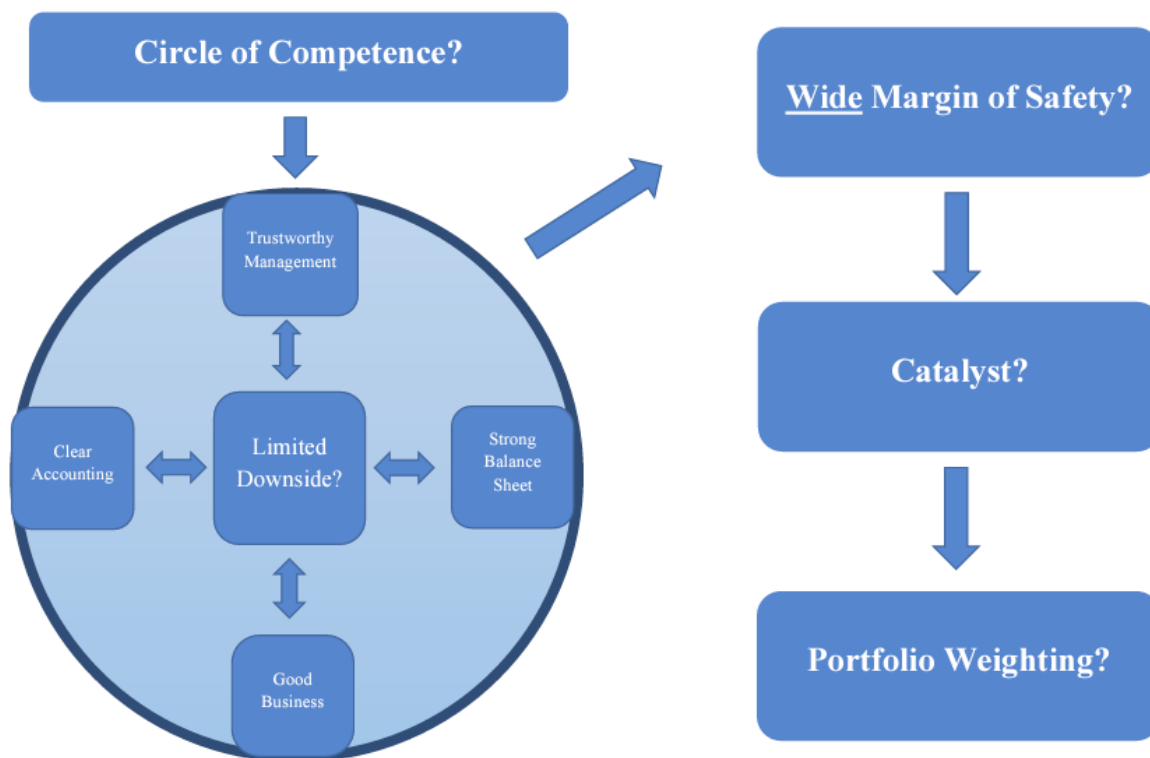 Circle of Competence?
Trustworthy
Management
Clear
Accounting
Limited
Downside?
Strong
Balance
Sheet
Good
Business
Wide Margin of Safety?
Catalyst?
Portfolio Weighting?